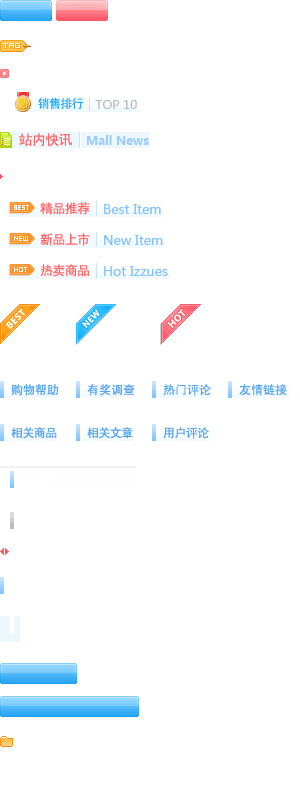 TAG
销售排行 TOP 10
站内快讯 Mall News
BEST 精品推荐 Best Item
NEW 新品上市 New Item
HOT 热卖商品 Hot Izzues
BEST NEW HOT
购物帮助 有奖调查 热门评论 友情链接
相关商品 相关文章 用户评论